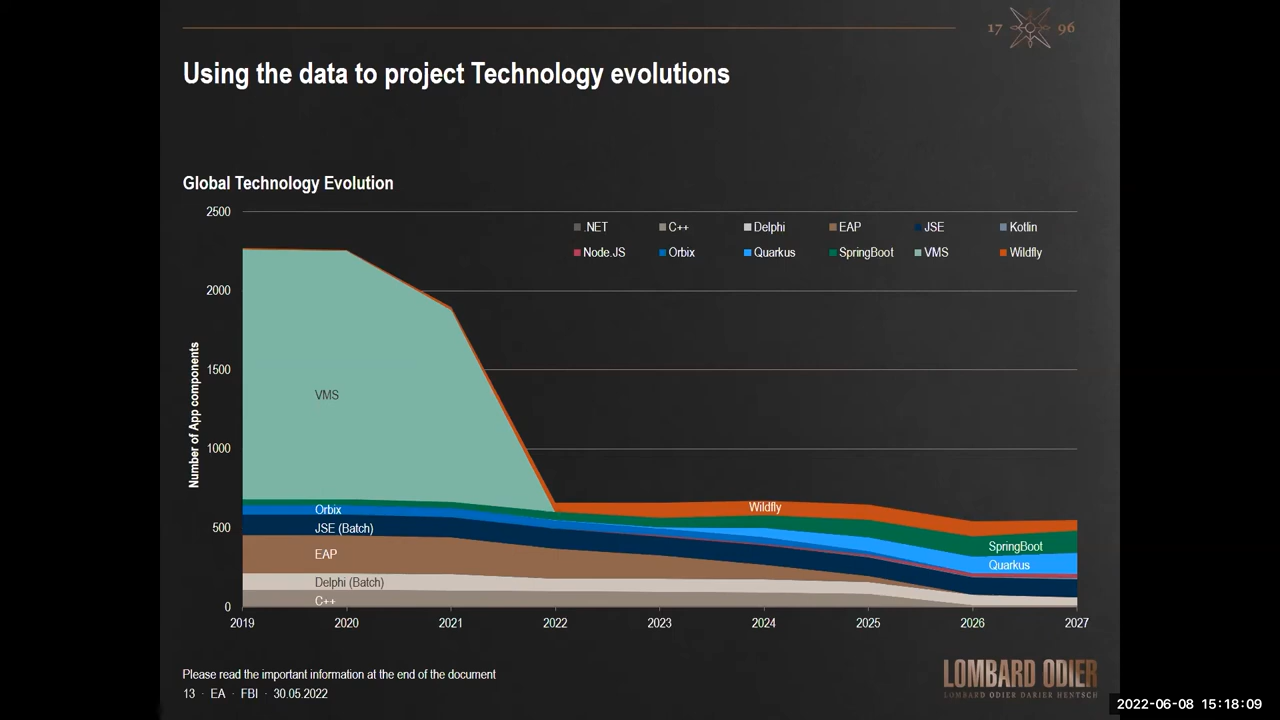 17 96
Using the data to project Technology evolutions
Global Technology Evolution
2500
2000
1500
1000
500
0
Number of App components
.NET C++ Delphi EAP JSE Kotlin
Node.JS Orbix Quarkus SpringBoot VMS Wildfly
VMS
Orbix
JSE (Batch)
EAP
Delphi (Batch)
C++
Wildfly
SpringBoot
Quarkus
2019 2020 2021 2022 2023 2024 2025 2026 2027
Please read the important information at the end of the document
13 · EA · FBI · 30.05.2022
LOMBARD ODIER
LOMBARD ODIER DARIER HENTSCH
2022-06-08 15:18:09